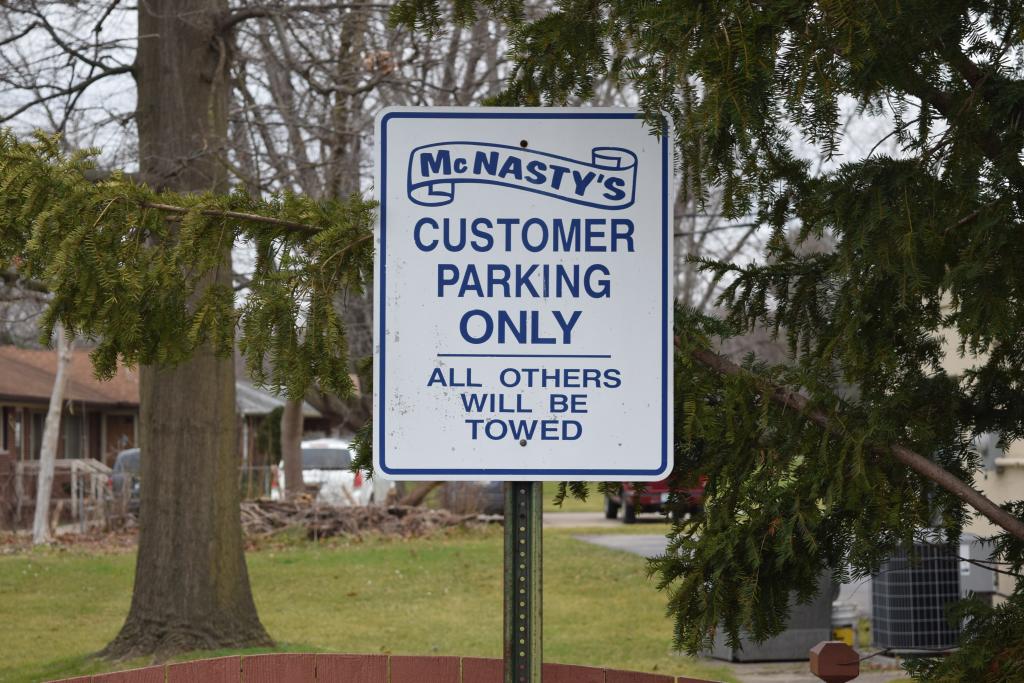 McNASTY'S
CUSTOMER
PARKING
ONLY
ALL OTHERS
WILL BE
TOWED